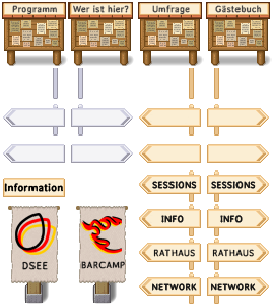 Programm Wer ist hier? Umfrage Gästebuch
SESSIONS SESSIONS
Information
INFO INFO
DSEE BARCAMP RATHAUS RATHAUS
NETWORK NETWORK